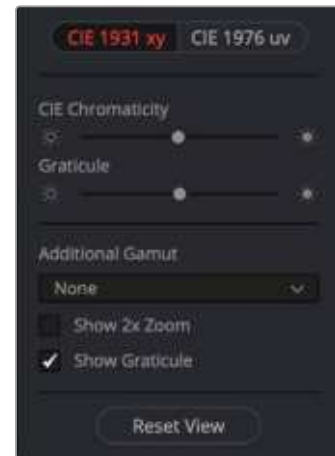 CIE 1931 xy CIE 1976 uv
CIE Chromaticity
Graticule
Additional Gamut
None
Show 2x Zoom
Show Graticule
Reset View